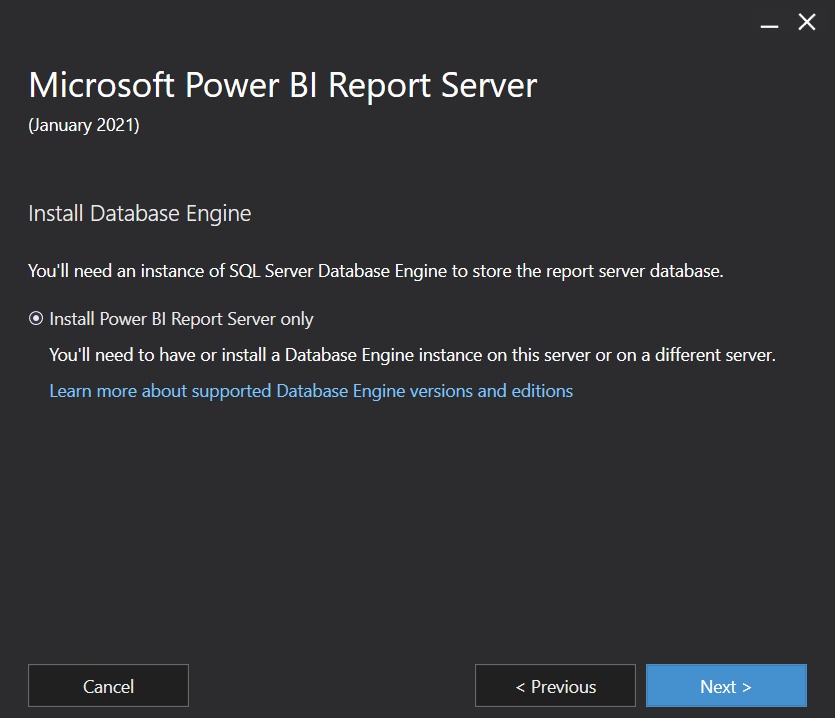 Microsoft Power BI Report Server
(January 2021)
Install Database Engine
You'll need an instance of SQL Server Database Engine to store the report server database.
Install Power BI Report Server only
You'll need to have or install a Database Engine instance on this server or on a different server.
Learn more about supported Database Engine versions and editions
Cancel
< Previous
Next >